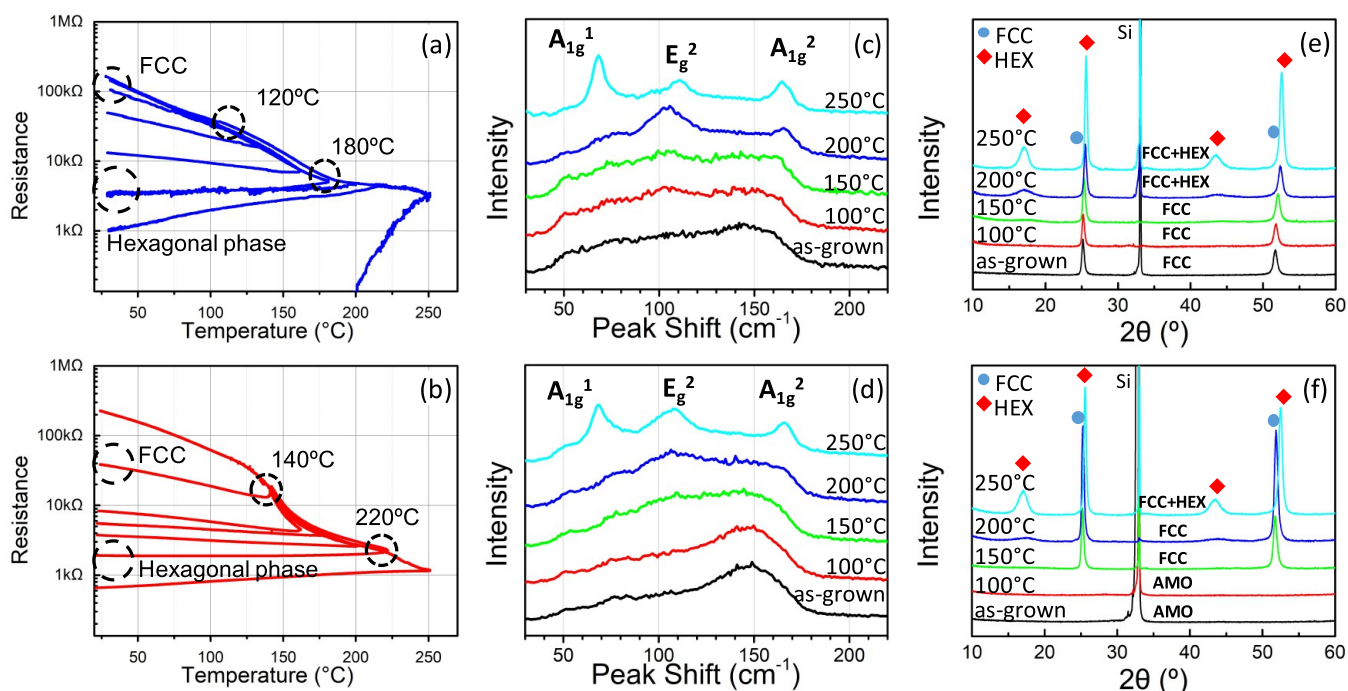 (a)
1MΩ
100kΩ
10kΩ
1kΩ
Resistance
FCC
120ºC
180ºC
Hexagonal phase
50 100 150 200 250
Temperature (°C)
(c)
A1g1
Eg2
A1g2
Intensity
250°C
200°C
150°C
100°C
as-grown
50 100 150 200
Peak Shift (cm-1)
(e)
FCC
HEX
Si
Intensity
250°C
FCC+HEX
200°C
FCC+HEX
150°C
FCC
100°C
FCC
as-grown
FCC
10 20 30 40 50 60
2θ (º)
(b)
1MΩ
100kΩ
10kΩ
1kΩ
Resistance
FCC
140ºC
220ºC
Hexagonal phase
50 100 150 200 250
Temperature (°C)
(d)
A1g1
Eg2
A1g2
Intensity
250°C
200°C
150°C
100°C
as-grown
50 100 150 200
Peak Shift (cm-1)
(f)
FCC
HEX
Si
Intensity
250°C
FCC+HEX
200°C
FCC
150°C
FCC
100°C
AMO
as-grown
AMO
10 20 30 40 50 60
2θ (º)